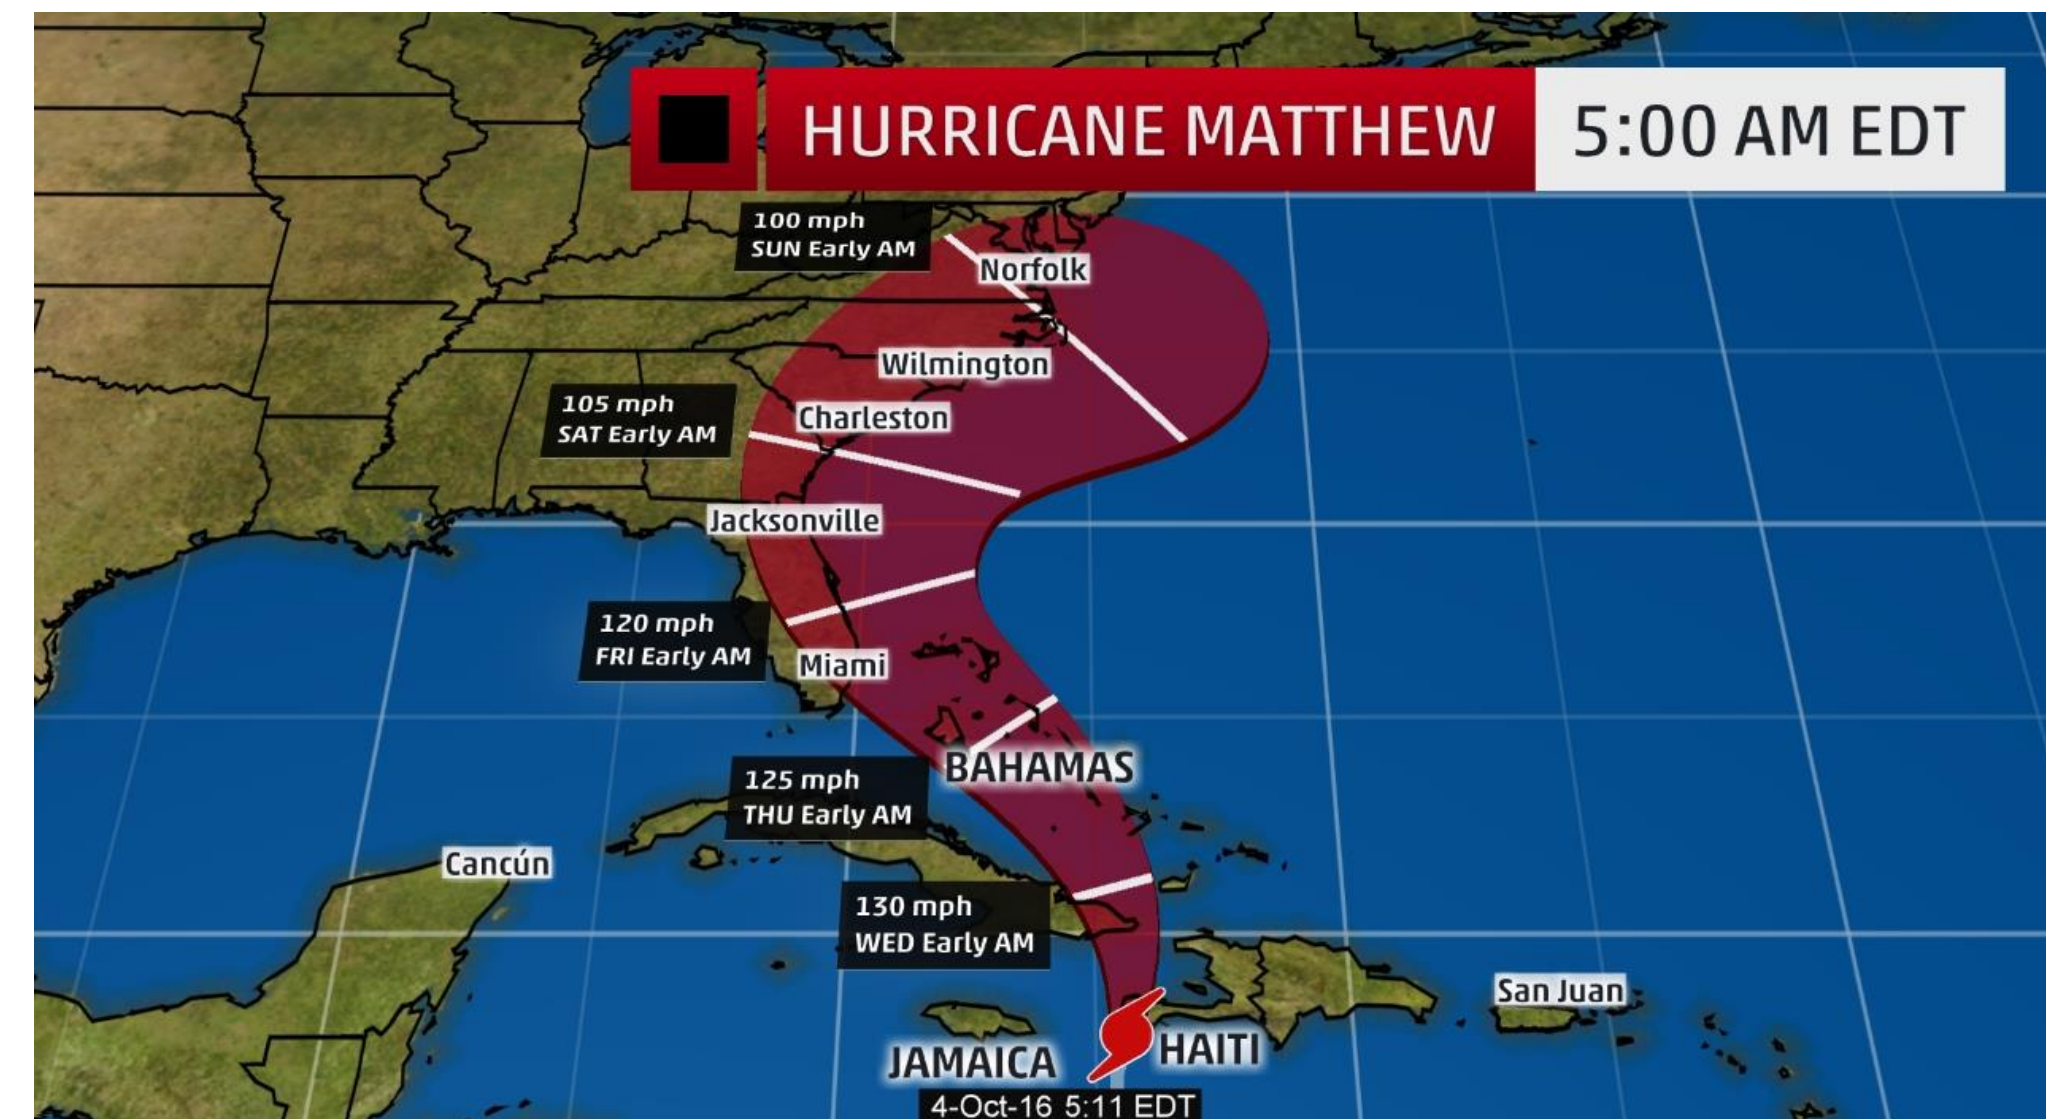 HURRICANE MATTHEW
5:00 AM EDT
100 mph
SUN Early AM
Norfolk
Wilmington
105 mph
SAT Early AM
Charleston
Jacksonville
120 mph
FRI Early AM
Miami
BAHAMAS
125 mph
THU Early AM
Cancún
130 mph
WED Early AM
San Juan
JAMAICA
HAITI
4-Oct-16 5:11 EDT